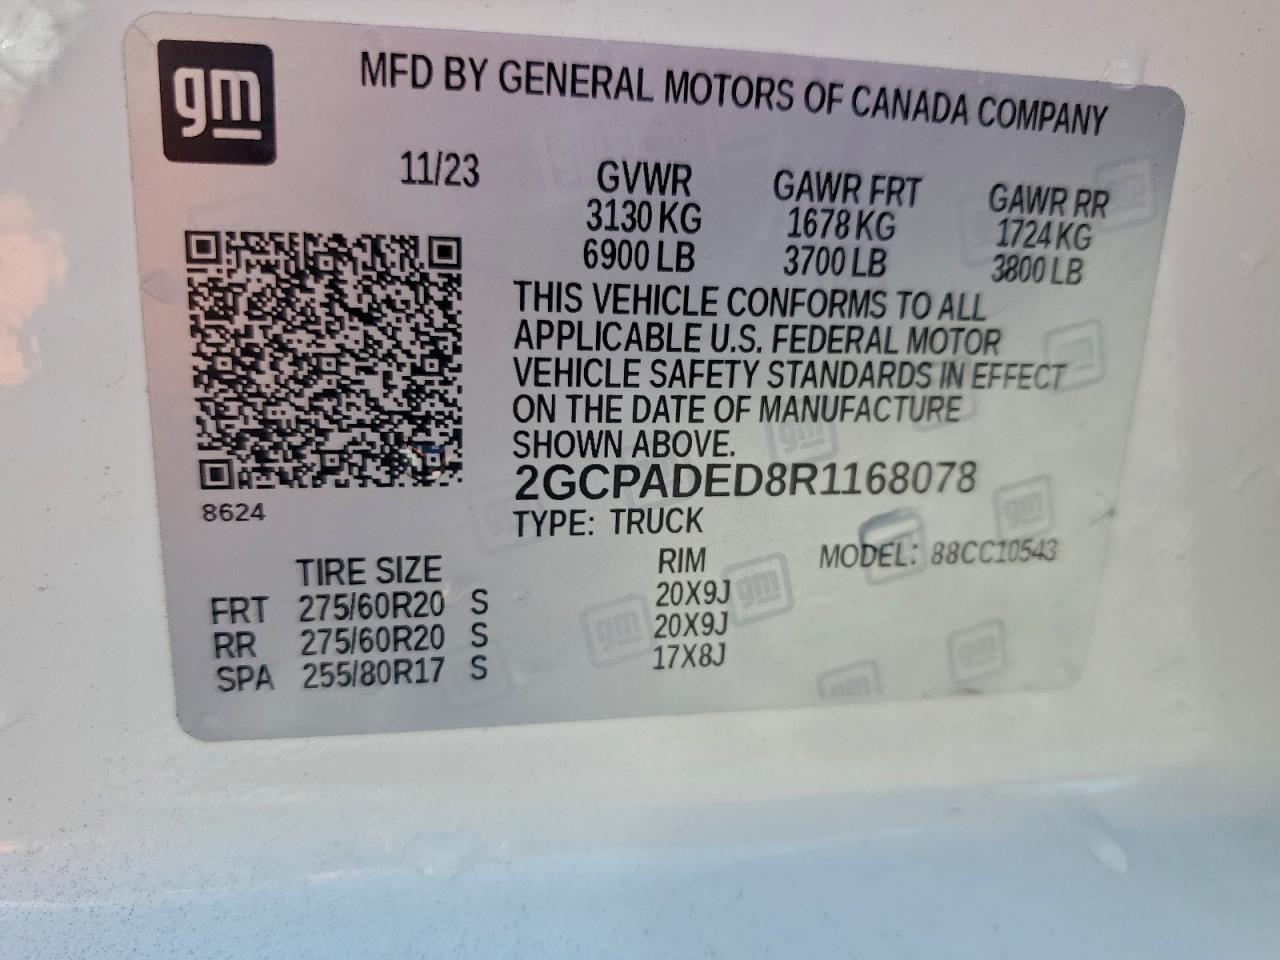 gm
MFD BY GENERAL MOTORS OF CANADA COMPANY
11/23 GVWR GAWR FRT GAWR RR
3130 KG 1678 KG 1724 KG
6900 LB 3700 LB 3800 LB
THIS VEHICLE CONFORMS TO ALL
APPLICABLE U.S. FEDERAL MOTOR
VEHICLE SAFETY STANDARDS IN EFFECT
ON THE DATE OF MANUFACTURE
SHOWN ABOVE.
2GCPADED8R1168078
8624
TYPE: TRUCK
TIRE SIZE RIM MODEL: 88CC10543
FRT 275/60R20 S 20X9J
RR 275/60R20 S 20X9J
SPA 255/80R17 S 17X8J